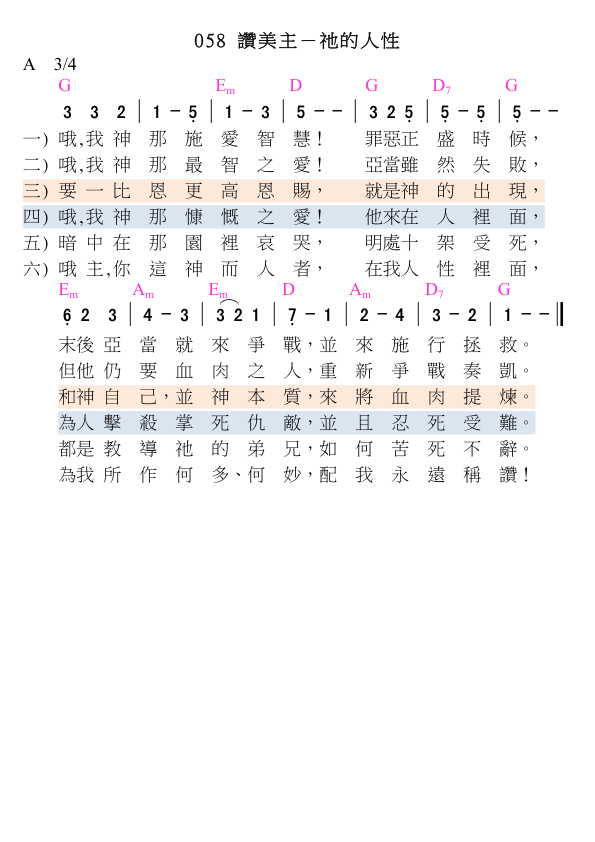 058 讚美主－祂的人性
A 3/4
G Em D G D7 G
3 3 2 | 1 - 5̣ | 1 - 3 | 5 - - | 3 2 5̣ | 5̣ - 5̣ | 5̣ - -
一) 哦,我 神 那 施 愛 智 慧！ 罪惡正 盛 時 候，
二) 哦,我 神 那 最 智 之 愛！ 亞當雖 然 失 敗，
三) 要 一 比 恩 更 高 恩 賜， 就是神 的 出 現，
四) 哦,我 神 那 慷 慨 之 愛！ 他來在 人 裡 面，
五) 暗 中 在 那 園 裡 哀 哭， 明處十 架 受 死，
六) 哦 主,你 這 神 而 人 者， 在我人 性 裡 面，
Em Am Em D Am D7 G
6̣ 2 3 | 4 - 3 | 3 2 1 | 7̣ - 1 | 2 - 4 | 3 - 2 | 1 - - ‖
末後 亞 當 就 來 爭 戰，並 來 施 行 拯 救。
但他 仍 要 血 肉 之 人，重 新 爭 戰 奏 凱。
和神 自 己，並 神 本 質，來 將 血 肉 提 煉。
為人 擊 殺 掌 死 仇 敵，並 且 忍 死 受 難。
都是 教 導 祂 的 弟 兄，如 何 苦 死 不 辭。
為我 所 作 何 多、何 妙，配 我 永 遠 稱 讚！